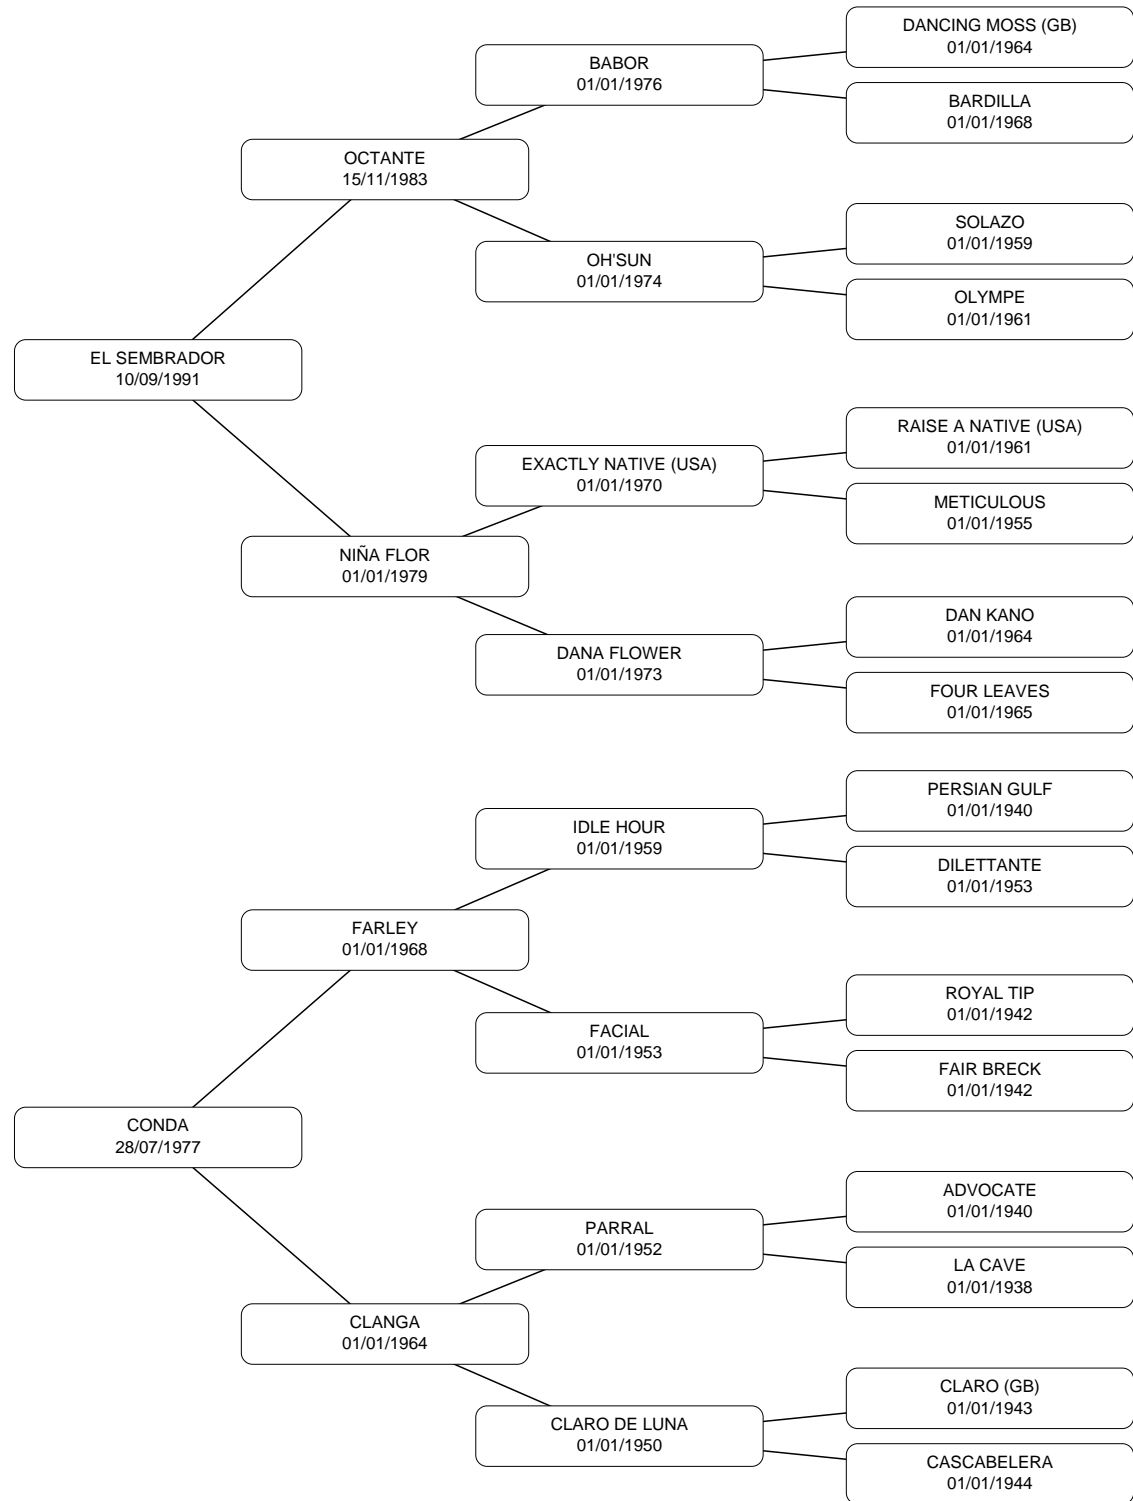 DANCING MOSS (GB)
01/01/1964
BABOR
01/01/1976
BARDILLA
01/01/1968
OCTANTE
15/11/1983
SOLAZO
01/01/1959
OH'SUN
01/01/1974
OLYMPE
01/01/1961
EL SEMBRADOR
10/09/1991
RAISE A NATIVE (USA)
01/01/1961
EXACTLY NATIVE (USA)
01/01/1970
METICULOUS
01/01/1955
NIÑA FLOR
01/01/1979
DAN KANO
01/01/1964
DANA FLOWER
01/01/1973
FOUR LEAVES
01/01/1965
PERSIAN GULF
01/01/1940
IDLE HOUR
01/01/1959
DILETTANTE
01/01/1953
FARLEY
01/01/1968
ROYAL TIP
01/01/1942
FACIAL
01/01/1953
FAIR BRECK
01/01/1942
CONDA
28/07/1977
ADVOCATE
01/01/1940
PARRAL
01/01/1952
LA CAVE
01/01/1938
CLANGA
01/01/1964
CLARO (GB)
01/01/1943
CLARO DE LUNA
01/01/1950
CASCABELERA
01/01/1944